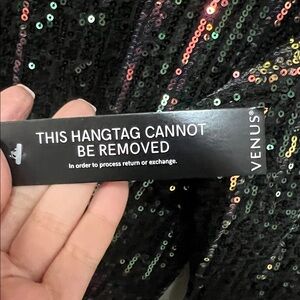 THIS HANGTAG CANNOT
BE REMOVED
In order to process return or exchange.
VENUS®